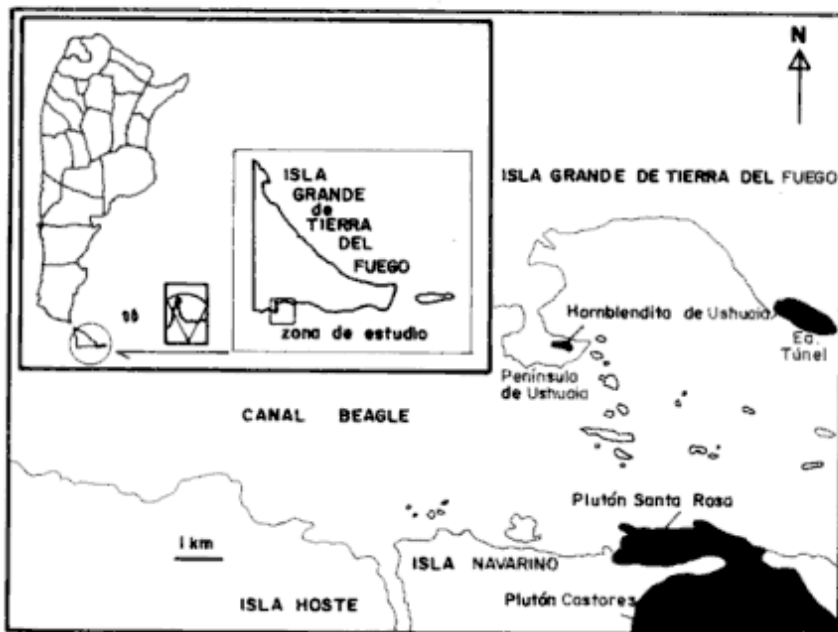 N
ISLA
GRANDE
de
TIERRA
DEL
FUEGO
zona de estudio
ISLA GRANDE DE TIERRA DEL FUEGO
Hornblendita de Ushuaia
Ea.
Túnel
Península
de Ushuaia
CANAL BEAGLE
Plutón Santa Rosa
1 km
ISLA NAVARINO
ISLA HOSTE
Plutón Castores